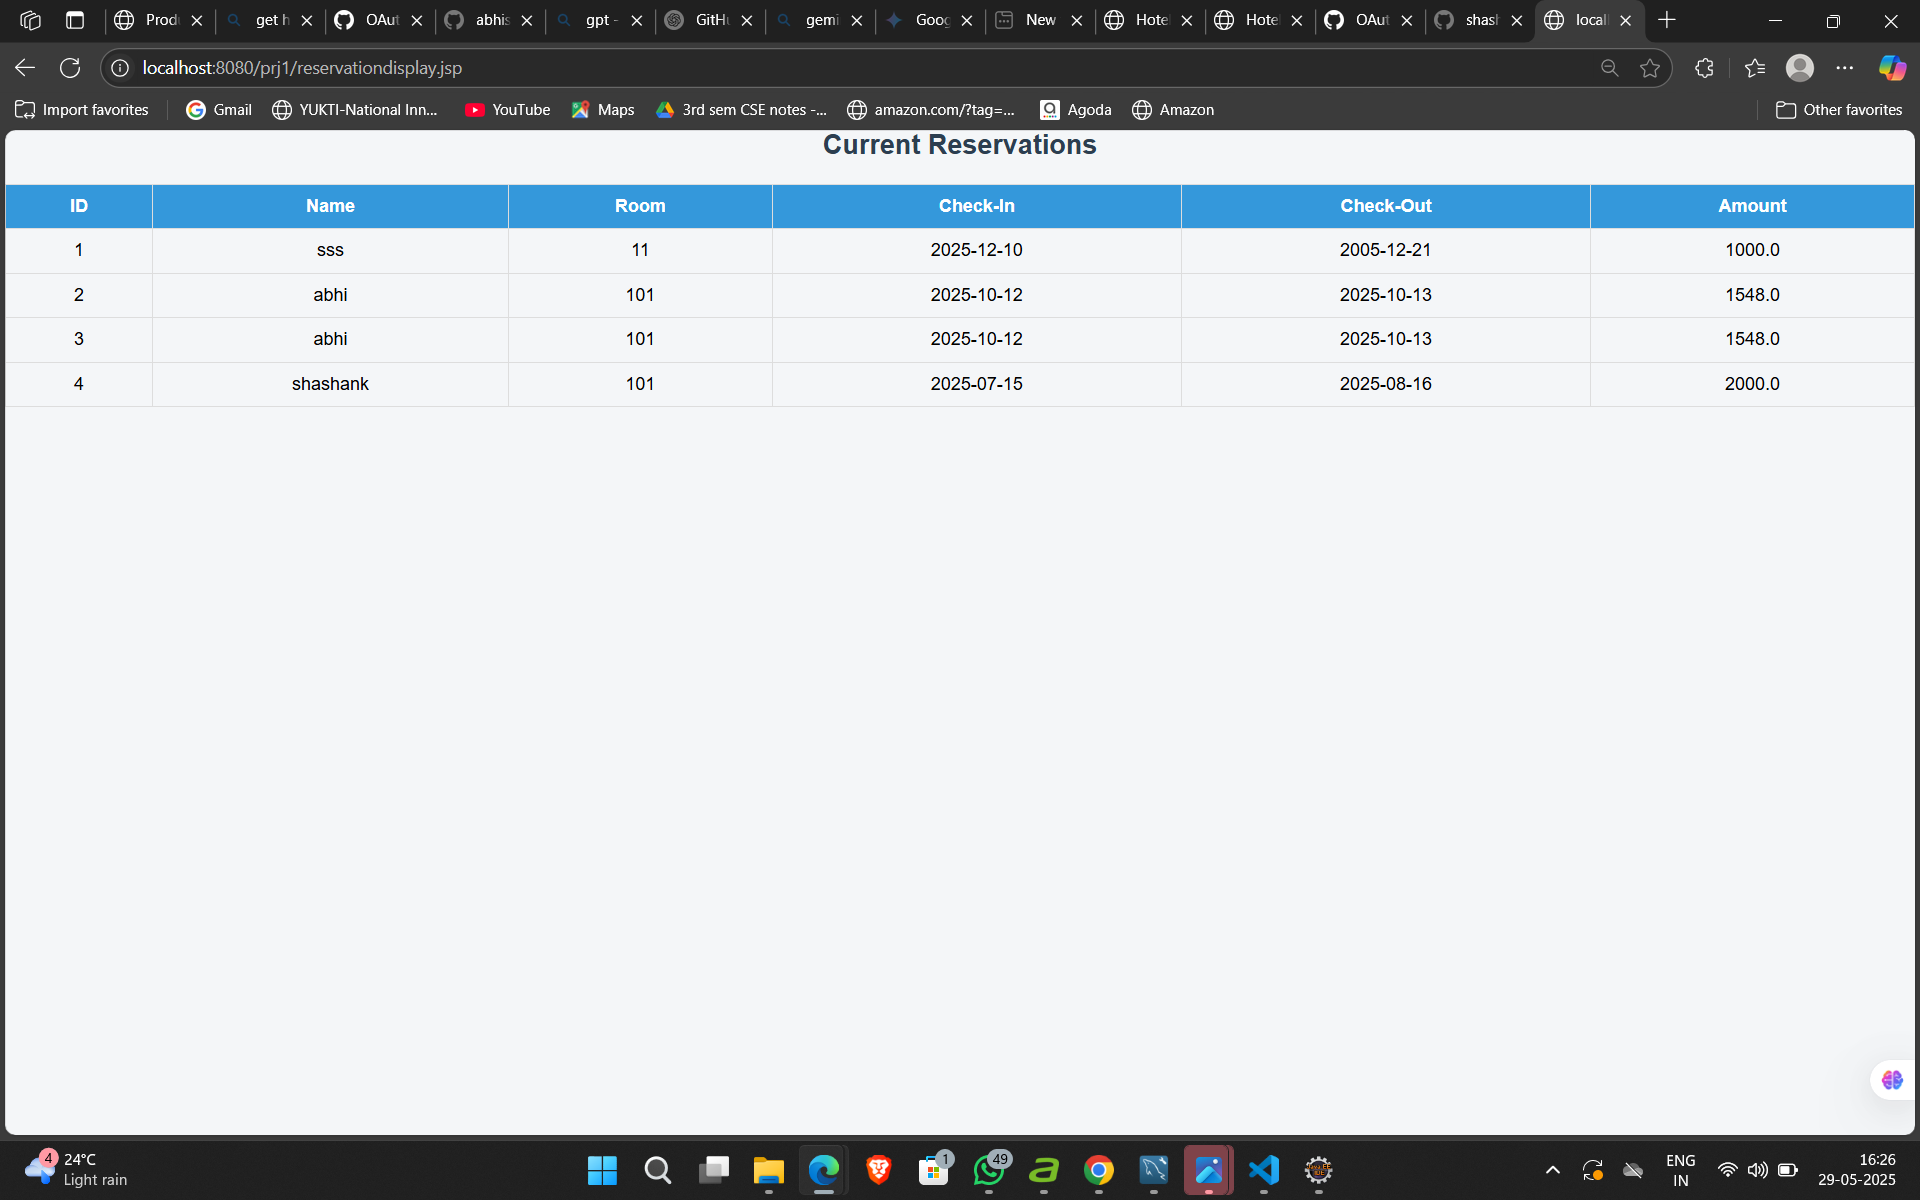 Prod get h OAut abhis gpt - GitHu gemi Goog New Hotel Hotel OAut shash local
localhost:8080/prj1/reservationdisplay.jsp
Import favorites Gmail YUKTI-National Inn... YouTube Maps 3rd sem CSE notes -... amazon.com/?tag=... Agoda Amazon Other favorites
Current Reservations
ID Name Room Check-In Check-Out Amount
1 sss 11 2025-12-10 2005-12-21 1000.0
2 abhi 101 2025-10-12 2025-10-13 1548.0
3 abhi 101 2025-10-12 2025-10-13 1548.0
4 shashank 101 2025-07-15 2025-08-16 2000.0
4 24°C
Light rain
1 49
ENG
IN
16:26
29-05-2025